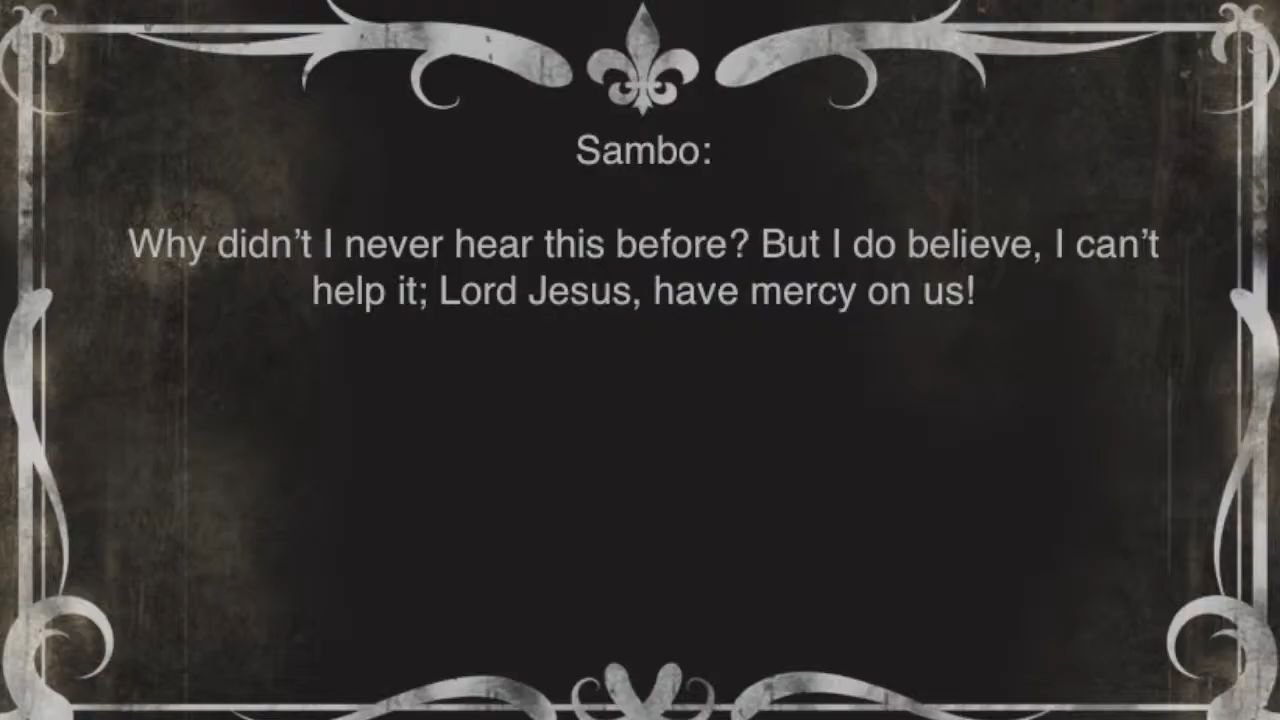 Sambo:
Why didn’t I never hear this before? But I do believe, I can’t
help it; Lord Jesus, have mercy on us!